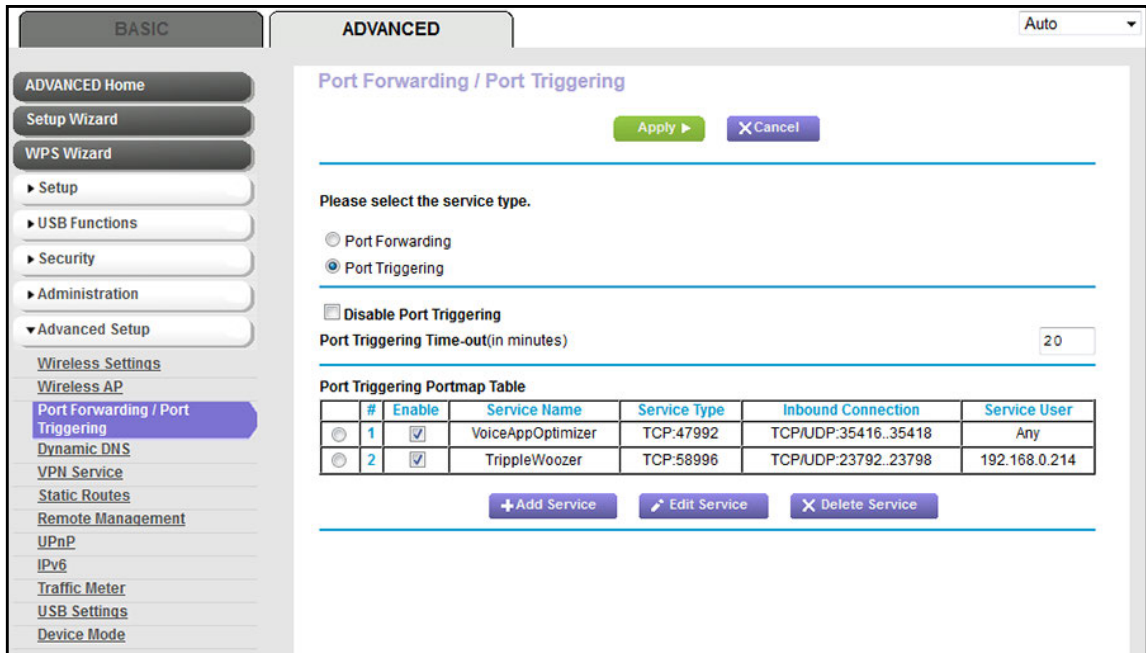 BASIC
ADVANCED
Auto
ADVANCED Home
Setup Wizard
WPS Wizard
Setup
USB Functions
Security
Administration
Advanced Setup
Wireless Settings
Wireless AP
Port Forwarding / Port
Triggering
Dynamic DNS
VPN Service
Static Routes
Remote Management
UPnP
IPv6
Traffic Meter
USB Settings
Device Mode
Port Forwarding / Port Triggering
Apply
Cancel
Please select the service type.
Port Forwarding
Port Triggering
Disable Port Triggering
Port Triggering Time-out(in minutes) 20
Port Triggering Portmap Table
# Enable Service Name Service Type Inbound Connection Service User
1 VoiceAppOptimizer TCP:47992 TCP/UDP:35416..35418 Any
2 TrippleWoozer TCP:58996 TCP/UDP:23792..23798 192.168.0.214
Add Service Edit Service Delete Service